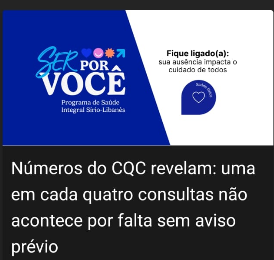 SER
POR
VOCÊ
Programa de Saúde
Integral Sírio-Libanês
Fique ligado(a):
sua ausência impacta o
cuidado de todos
Números do CQC revelam: uma
em cada quatro consultas não
acontece por falta sem aviso
prévio